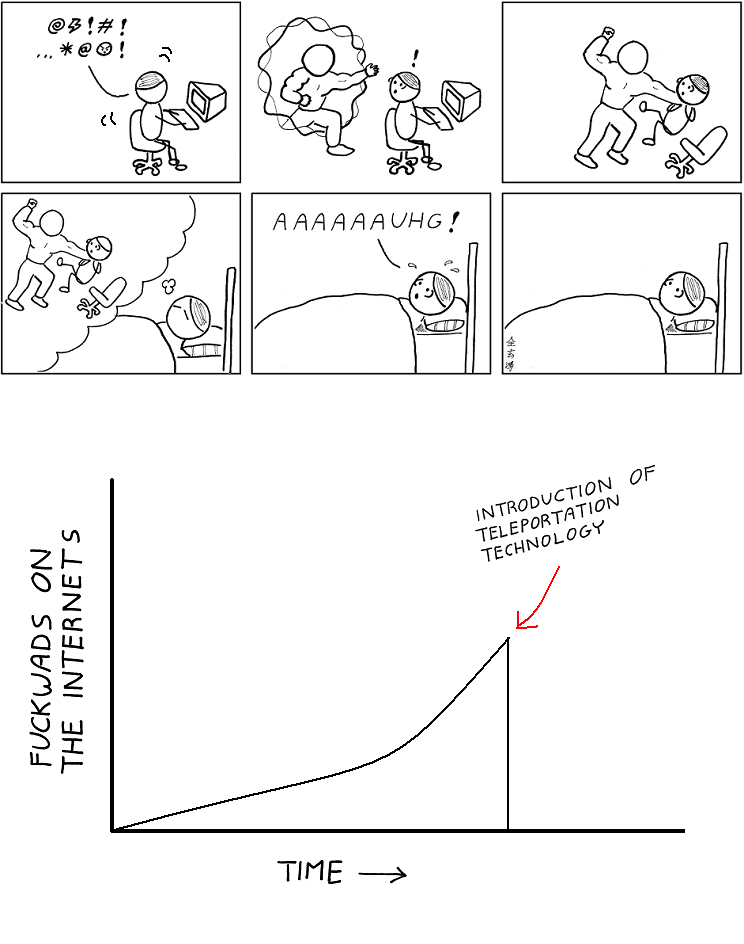 @⚡!#!
...*@☹!
!
AAAAAAUHG!
INTRODUCTION OF
TELEPORTATION
TECHNOLOGY
FUCKWADS ON
THE INTERNETS
TIME →